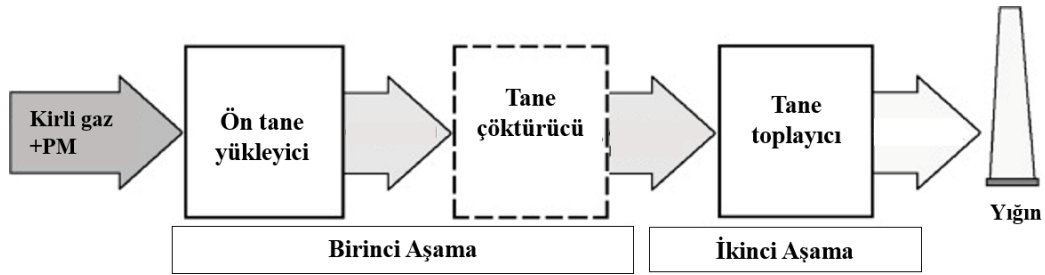 Kirli gaz
+PM
Ön tane
yükleyici
Tane
çöktürücü
Tane
toplayıcı
Yığın
Birinci Aşama
İkinci Aşama